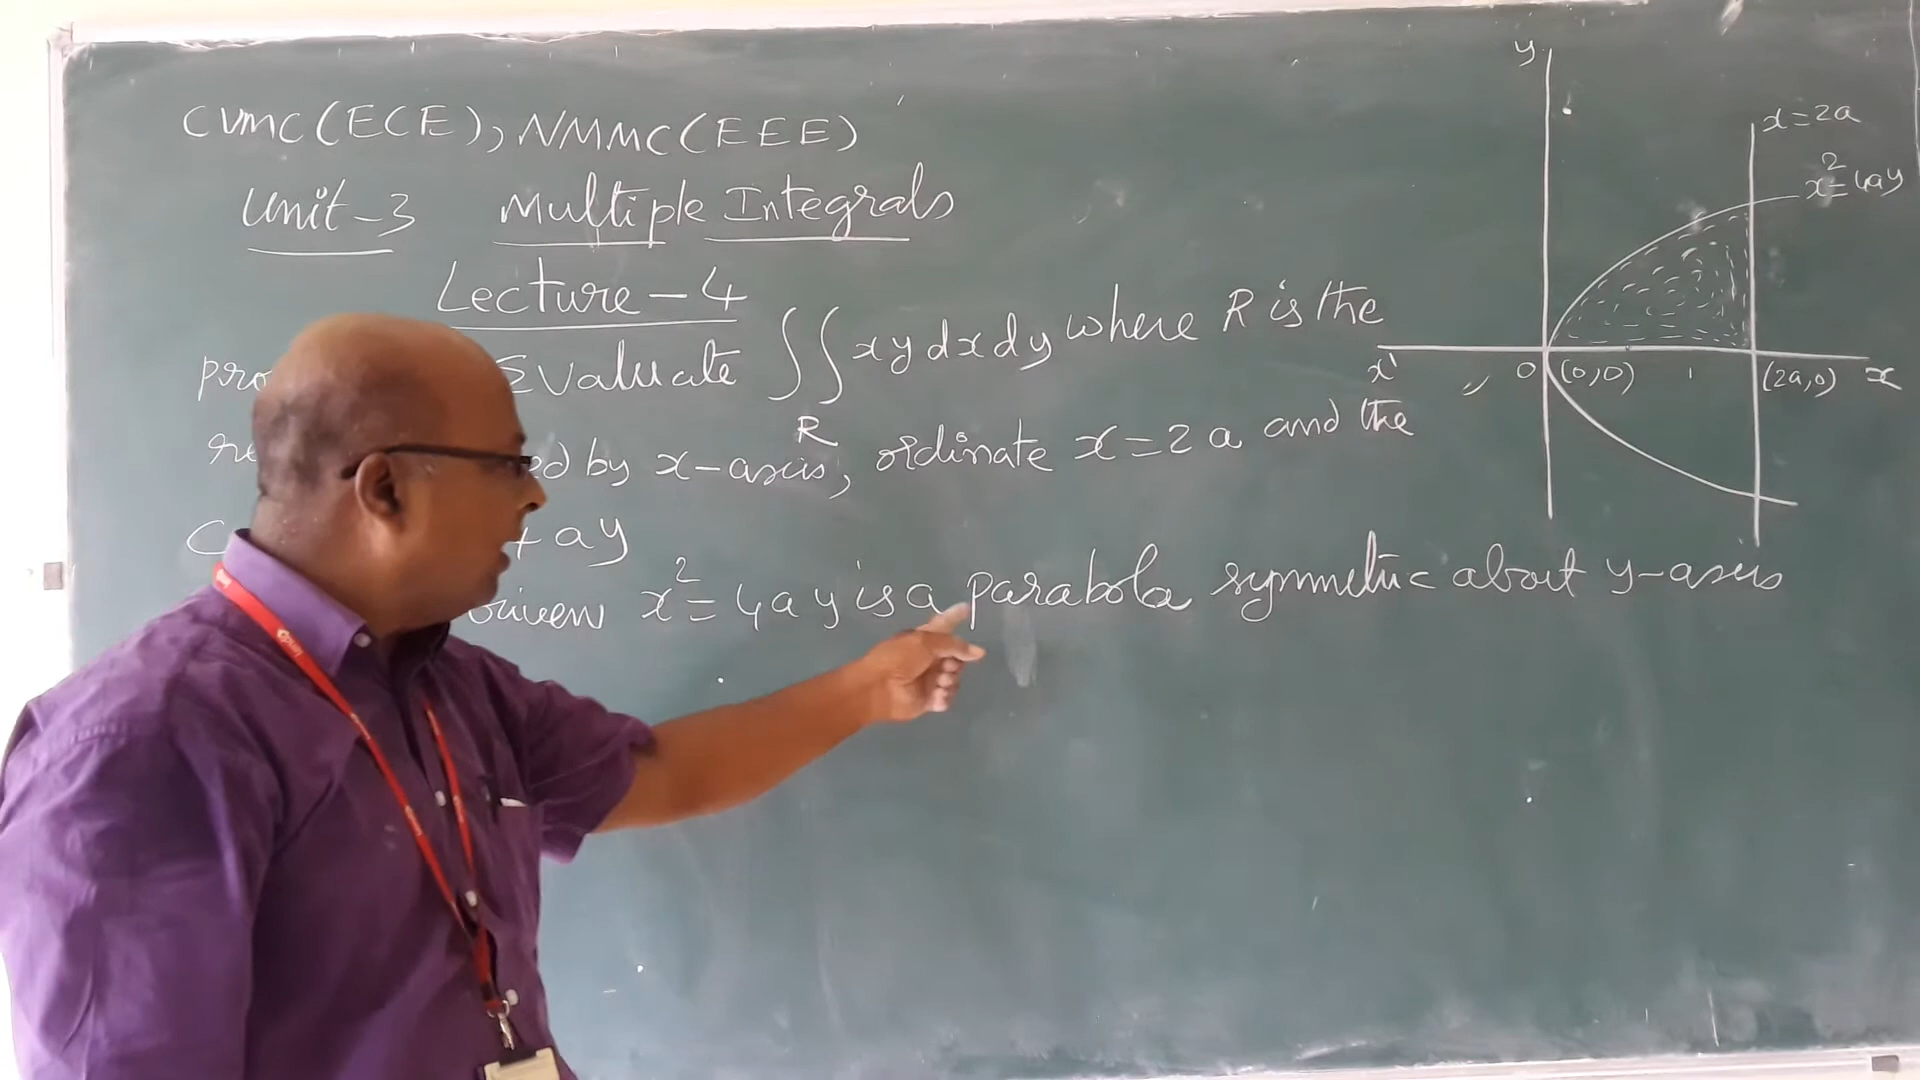 CVMC(ECE), NMMC(EEE)
Unit-3 Multiple Integrals
Lecture-4
Evaluate ∬ xy dx dy where R is the
R
by x-axis, ordinate x=2a and the
ay
Given x²=4ay is a parabola symmetric about y-axis
y
x=2a
x²=4ay
x' O (0,0) (2a,0) x